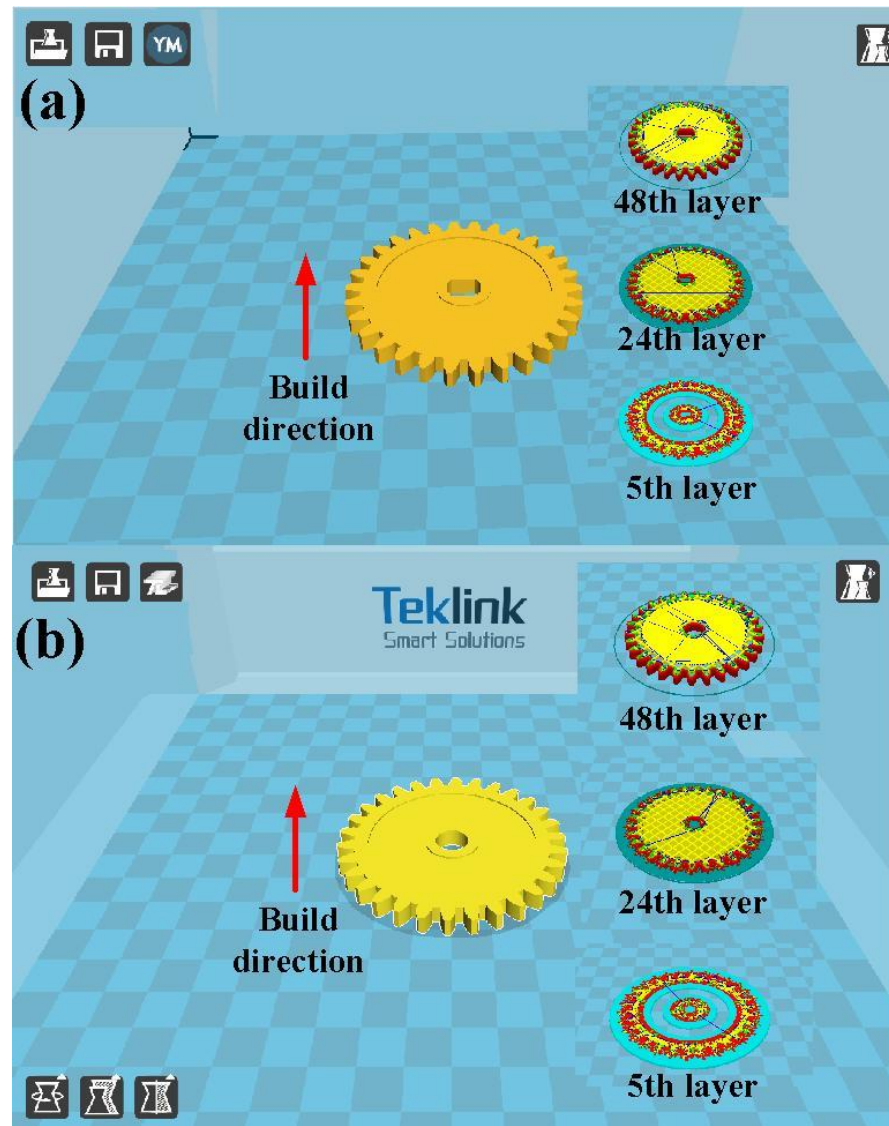 YM
(a)
48th layer
24th layer
Build
direction
5th layer
Teklink
Smart Solutions
(b)
48th layer
24th layer
Build
direction
5th layer